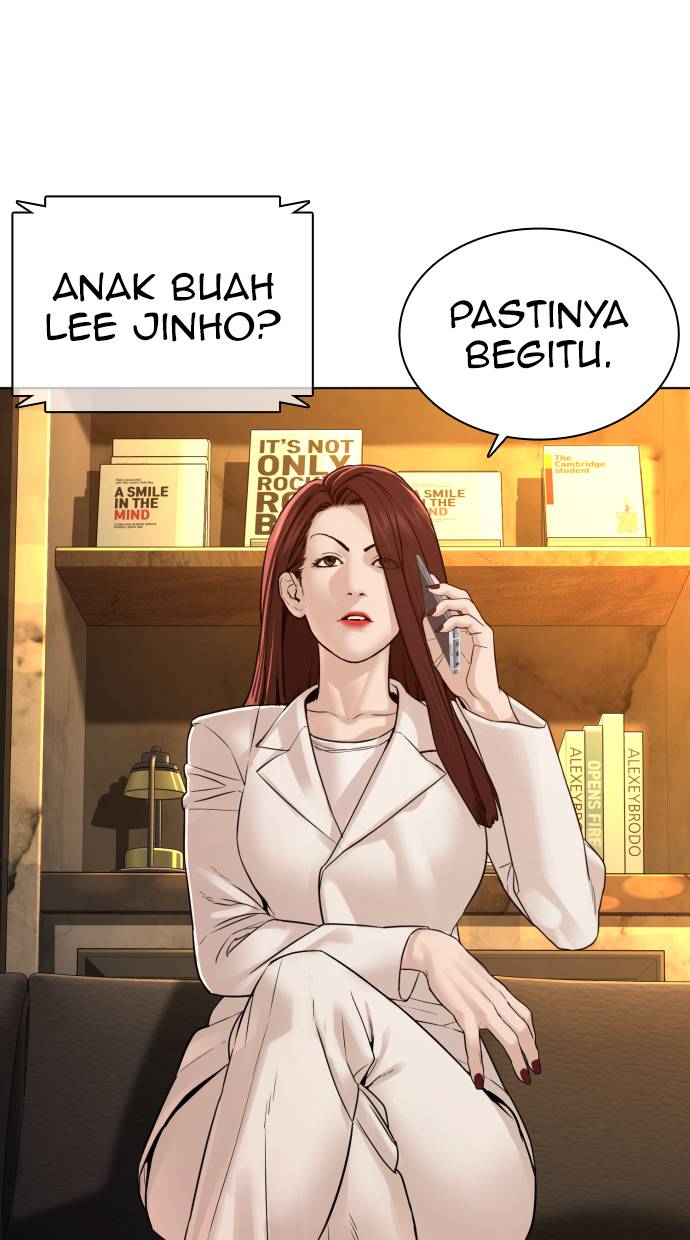 ANAK BUAH
LEE JINHO?
PASTINYA
BEGITU.
IT'S NOT
ONLY
A SMILE
IN THE
MIND
A SMILE
IN THE
MIND
The
Cambridge
student
OPENS FIRE
ALEXEYBRODO